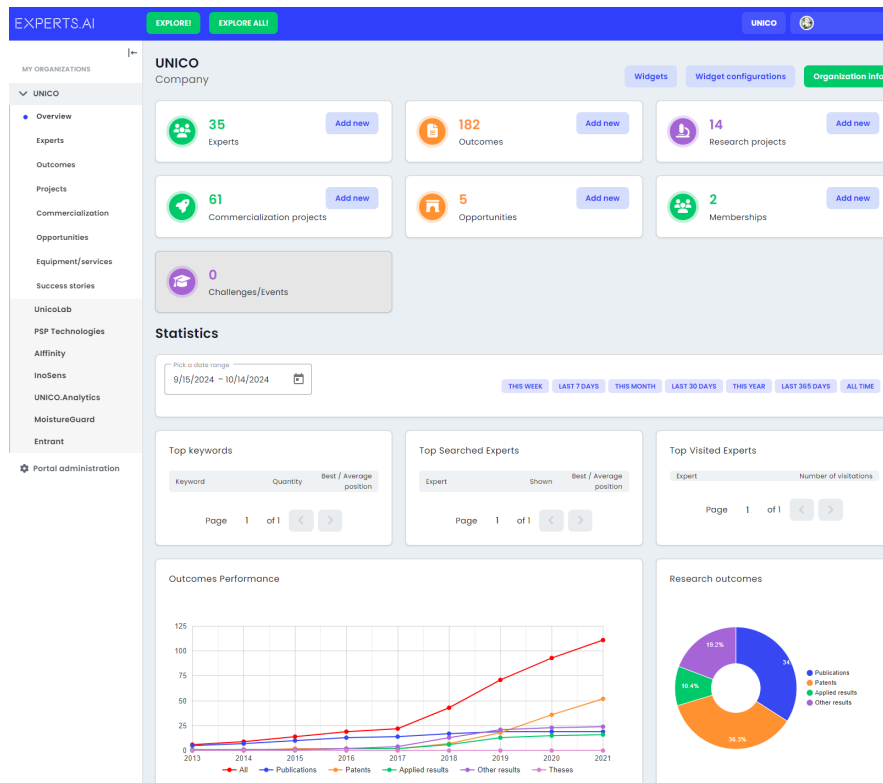 EXPERTS.AI
EXPLORE!
EXPLORE ALL!
UNICO
MY ORGANIZATIONS
UNICO
Overview
Experts
Outcomes
Projects
Commercialization
Opportunities
Equipment/services
Success stories
UnicoLab
PSP Technologies
AIffinity
InoSens
UNICO.Analytics
MoistureGuard
Entrant
Portal administration
UNICO
Company
Widgets
Widget configurations
Organization info
35
Experts
Add new
182
Outcomes
Add new
14
Research projects
Add new
61
Commercialization projects
Add new
5
Opportunities
Add new
2
Memberships
Add new
0
Challenges/Events
Statistics
Pick a date range
9/15/2024 – 10/14/2024
THIS WEEK
LAST 7 DAYS
THIS MONTH
LAST 30 DAYS
THIS YEAR
LAST 365 DAYS
ALL TIME
Top keywords
Keyword Quantity Best / Average position
Page 1 of 1
Top Searched Experts
Expert Shown Best / Average position
Page 1 of 1
Top Visited Experts
Expert Number of visitations
Page 1 of 1
Outcomes Performance
125
100
75
50
25
0
2013 2014 2015 2016 2017 2018 2019 2020 2021
All Publications Patents Applied results Other results Theses
Research outcomes
19.2%
34
10.4%
36.3%
Publications
Patents
Applied results
Other results